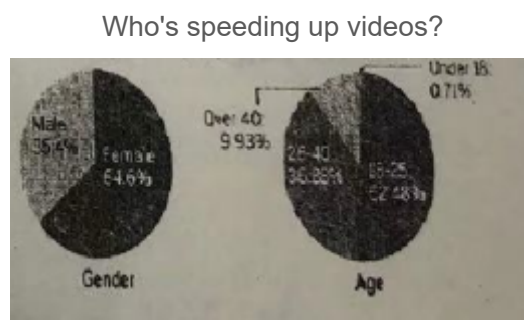 Who's speeding up videos?
Male
35.4%
Female
64.6%
Gender
Under 18:
0.71%
Over 40:
9.93%
26-40:
36.88%
18-25:
52.48%
Age